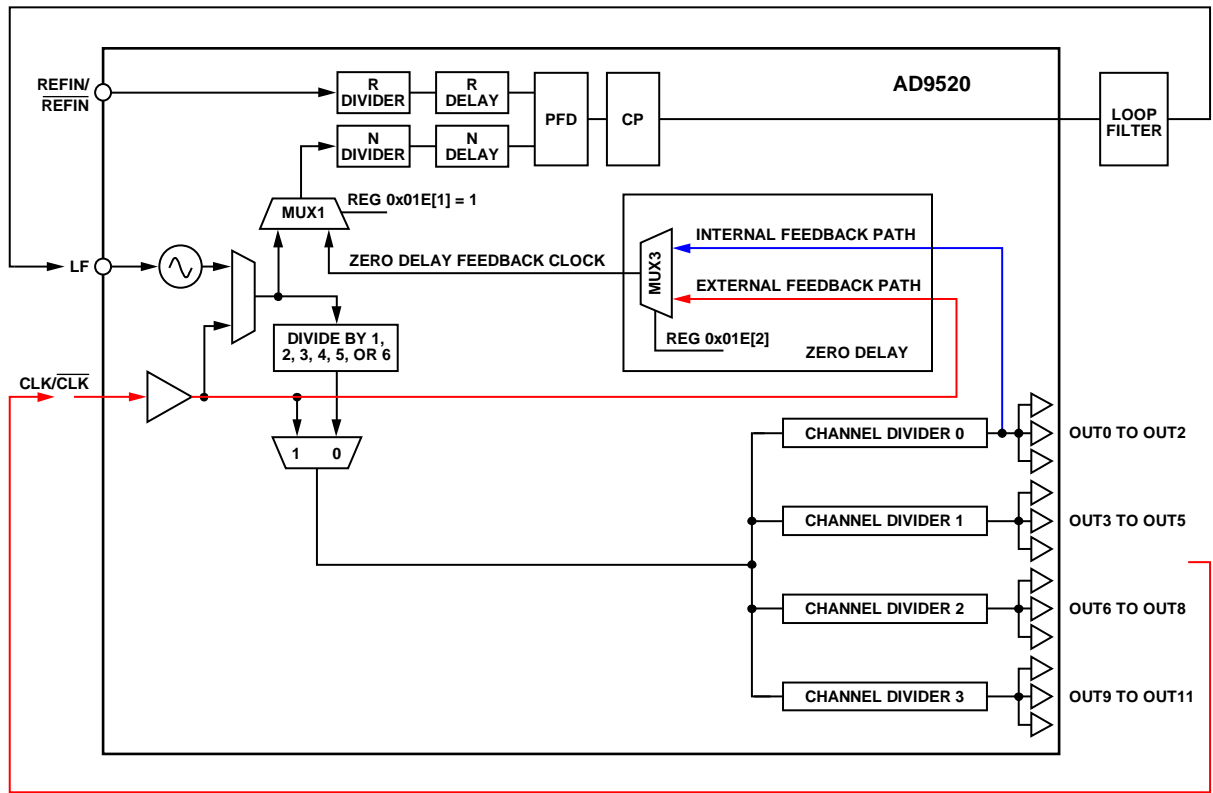 AD9520
REFIN/
REFIN
R
DIVIDER
R
DELAY
PFD
CP
LOOP
FILTER
N
DIVIDER
N
DELAY
REG 0x01E[1] = 1
MUX1
INTERNAL FEEDBACK PATH
LF
ZERO DELAY FEEDBACK CLOCK
MUX3
EXTERNAL FEEDBACK PATH
DIVIDE BY 1,
2, 3, 4, 5, OR 6
REG 0x01E[2]
ZERO DELAY
CLK/CLK
1 0
CHANNEL DIVIDER 0
OUT0 TO OUT2
CHANNEL DIVIDER 1
OUT3 TO OUT5
CHANNEL DIVIDER 2
OUT6 TO OUT8
CHANNEL DIVIDER 3
OUT9 TO OUT11